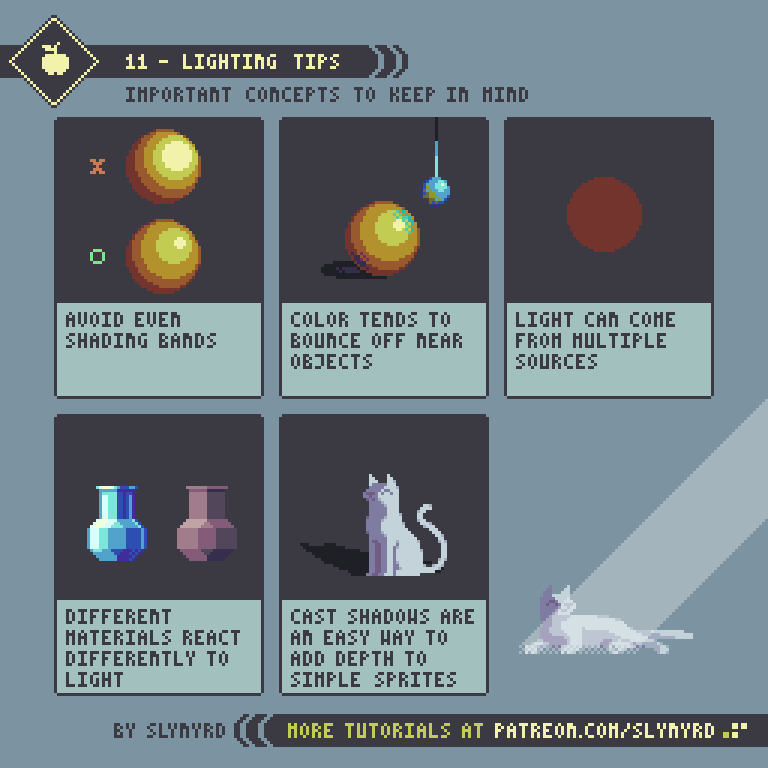 11 - LIGHTING TIPS
IMPORTANT CONCEPTS TO KEEP IN MIND
X
O
AVOID EVEN
SHADING BANDS
COLOR TENDS TO
BOUNCE OFF NEAR
OBJECTS
LIGHT CAN COME
FROM MULTIPLE
SOURCES
DIFFERENT
MATERIALS REACT
DIFFERENTLY TO
LIGHT
CAST SHADOWS ARE
AN EASY WAY TO
ADD DEPTH TO
SIMPLE SPRITES
BY SLYNYRD
MORE TUTORIALS AT PATREON.COM/SLYNYRD